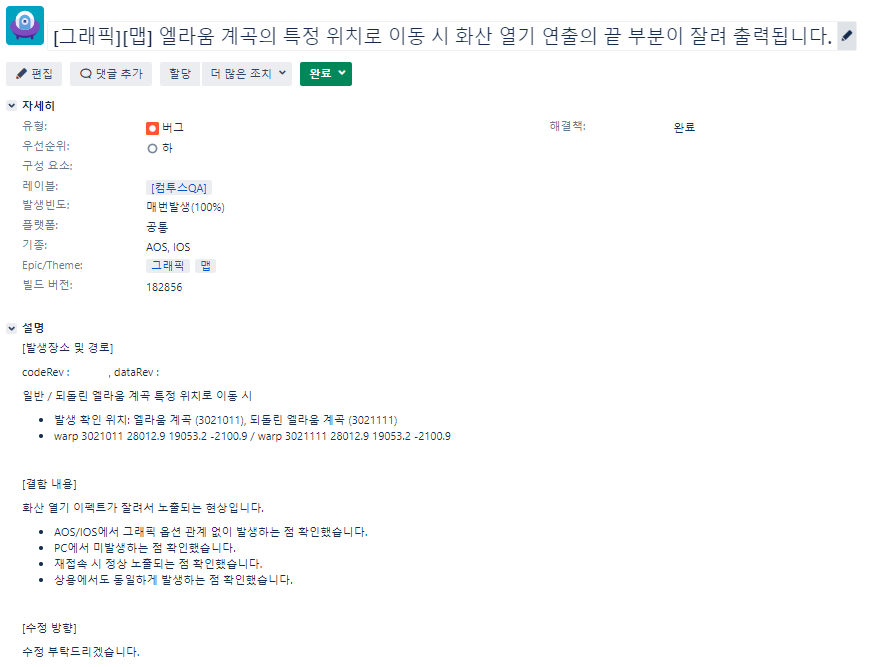 [그래픽][맵] 엘라움 계곡의 특정 위치로 이동 시 화산 열기 연출의 끝 부분이 잘려 출력됩니다.
편집 댓글 추가 할당 더 많은 조치 완료
자세히
유형: 버그 해결책: 완료
우선순위: 하
구성 요소:
레이블: [컴투스QA]
발생빈도: 매번발생(100%)
플랫폼: 공통
기종: AOS, IOS
Epic/Theme: 그래픽 맵
빌드 버전: 182856
설명
[발생장소 및 경로]
codeRev : , dataRev :
일반 / 되돌린 엘라움 계곡 특정 위치로 이동 시
발생 확인 위치: 엘라움 계곡 (3021011), 되돌린 엘라움 계곡 (3021111)
warp 3021011 28012.9 19053.2 -2100.9 / warp 3021111 28012.9 19053.2 -2100.9
[결함 내용]
화산 열기 이펙트가 잘려서 노출되는 현상입니다.
AOS/IOS에서 그래픽 옵션 관계 없이 발생하는 점 확인했습니다.
PC에서 미발생하는 점 확인했습니다.
재접속 시 정상 노출되는 점 확인했습니다.
상용에서도 동일하게 발생하는 점 확인했습니다.
[수정 방향]
수정 부탁드리겠습니다.